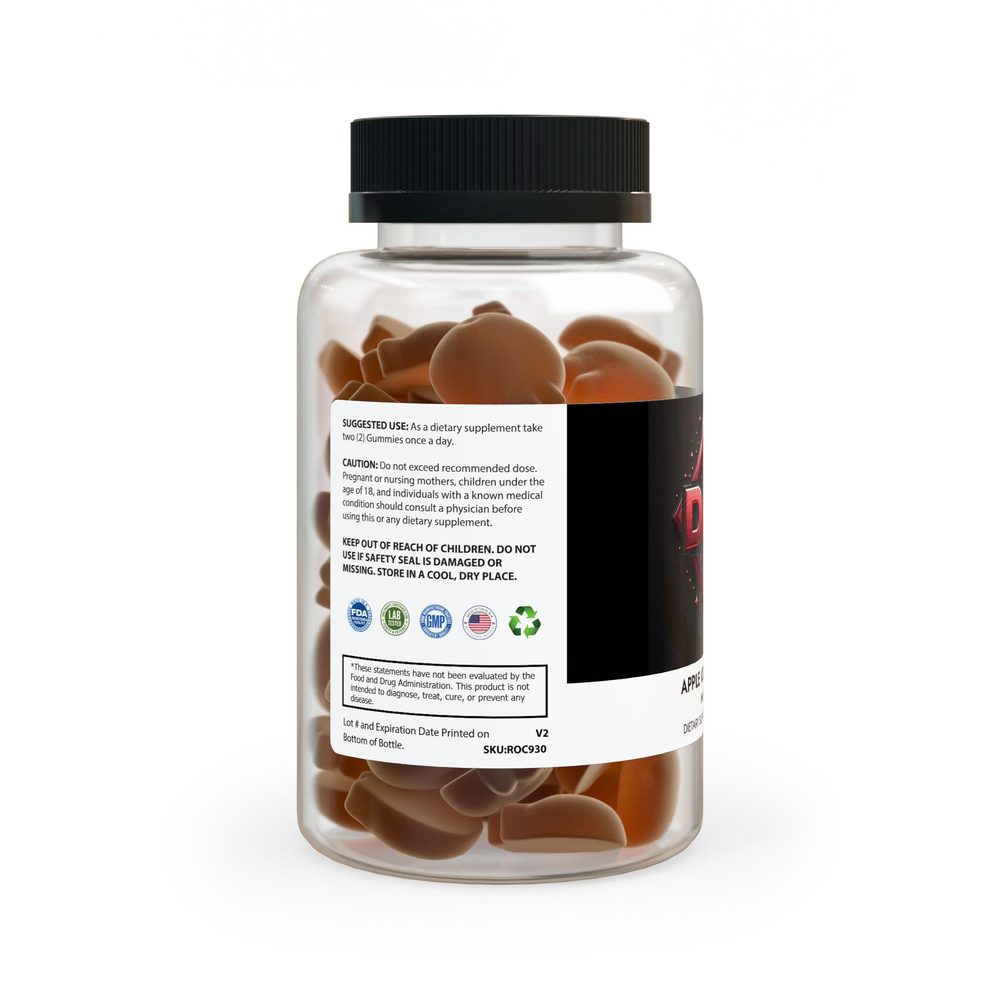 SUGGESTED USE: As a dietary supplement take
two (2) Gummies once a day.
CAUTION: Do not exceed recommended dose.
Pregnant or nursing mothers, children under the
age of 18, and individuals with a known medical
condition should consult a physician before
using this or any dietary supplement.
KEEP OUT OF REACH OF CHILDREN. DO NOT
USE IF SAFETY SEAL IS DAMAGED OR
MISSING. STORE IN A COOL, DRY PLACE.
FDA
LAB
TESTED
GMP
*These statements have not been evaluated by the
Food and Drug Administration. This product is not
intended to diagnose, treat, cure, or prevent any
disease.
Lot # and Expiration Date Printed on
Bottom of Bottle.
V2
SKU:ROC930
APPLE